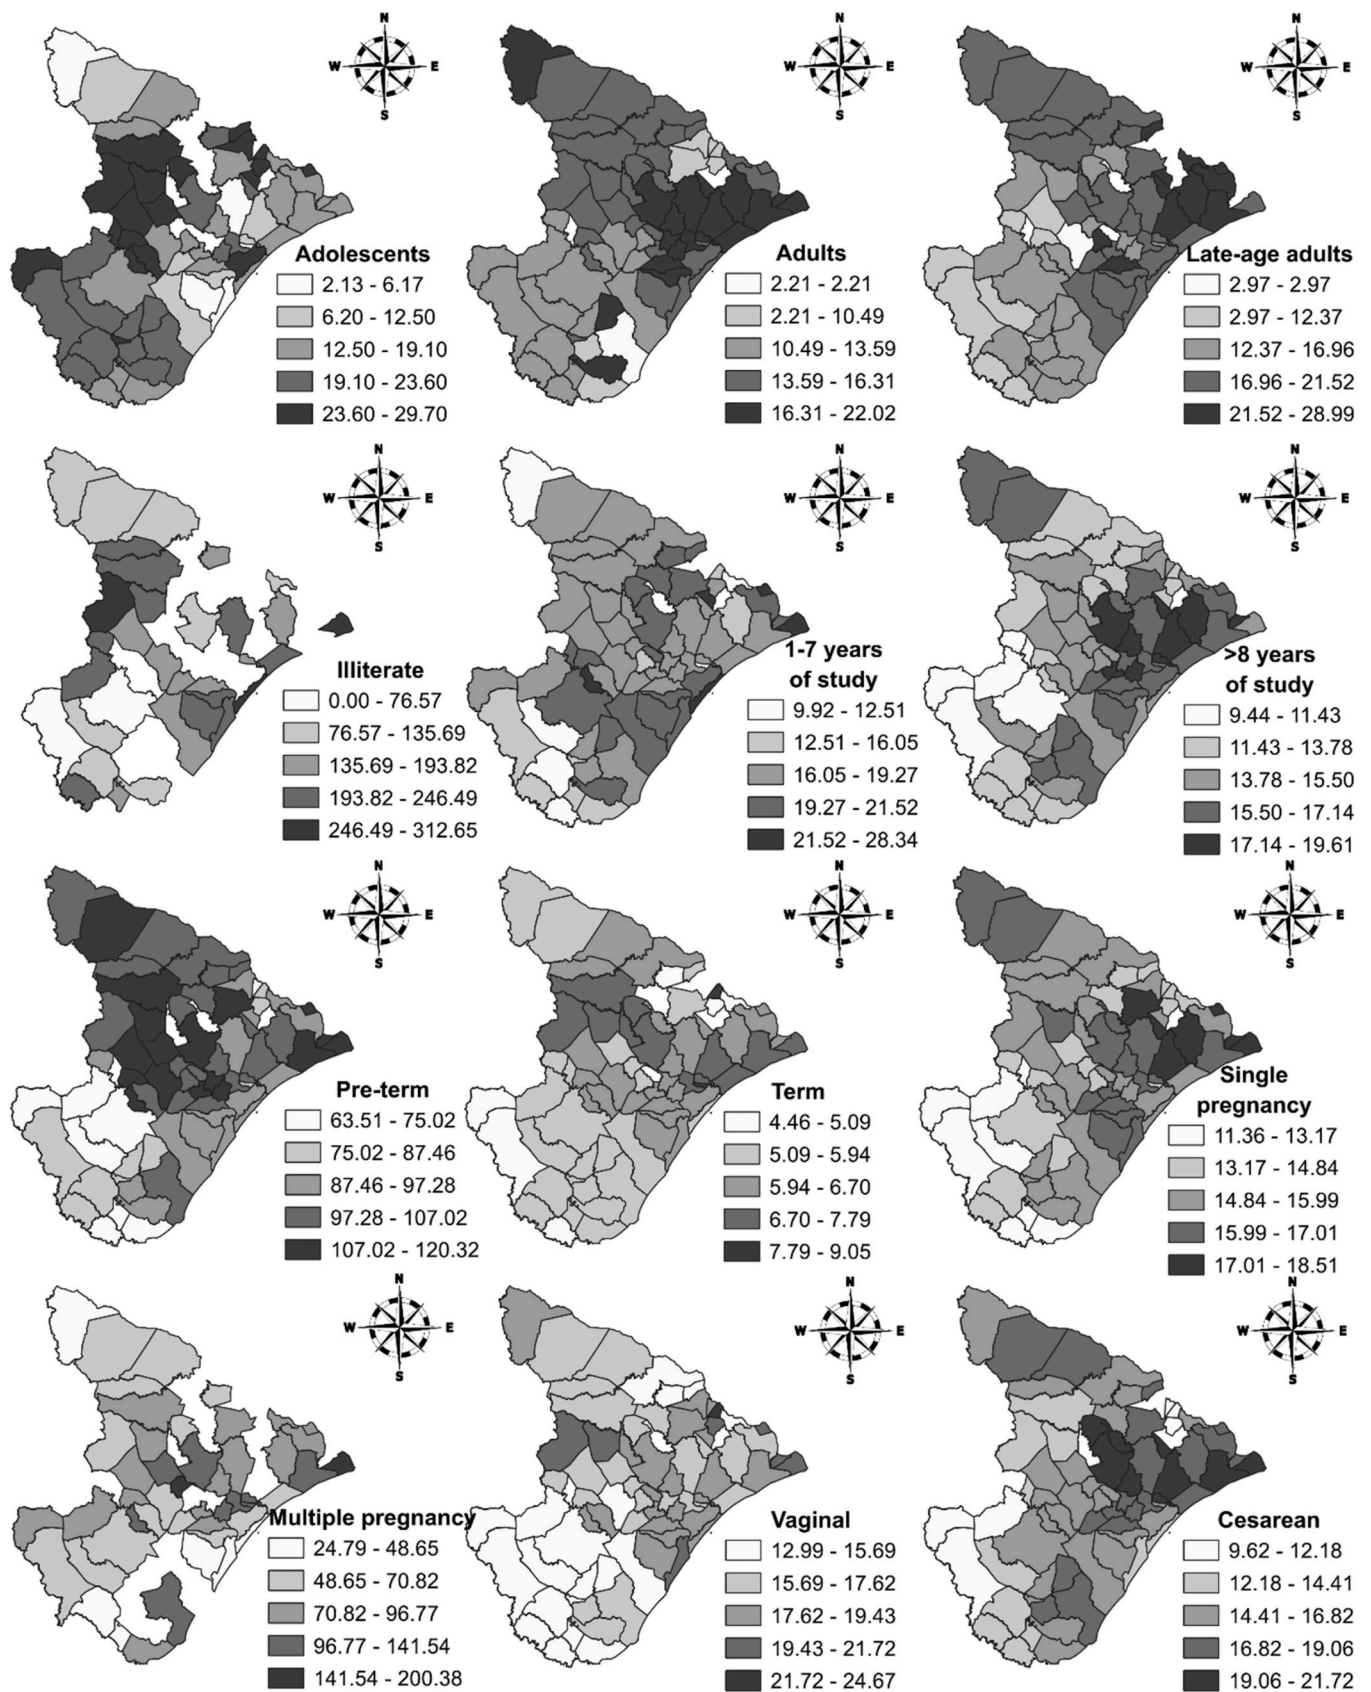 N
W E
S
Adolescents
2.13 - 6.17
6.20 - 12.50
12.50 - 19.10
19.10 - 23.60
23.60 - 29.70
N
W E
S
Adults
2.21 - 2.21
2.21 - 10.49
10.49 - 13.59
13.59 - 16.31
16.31 - 22.02
N
W E
S
Late-age adults
2.97 - 2.97
2.97 - 12.37
12.37 - 16.96
16.96 - 21.52
21.52 - 28.99
N
W E
S
Illiterate
0.00 - 76.57
76.57 - 135.69
135.69 - 193.82
193.82 - 246.49
246.49 - 312.65
N
W E
S
1-7 years
of study
9.92 - 12.51
12.51 - 16.05
16.05 - 19.27
19.27 - 21.52
21.52 - 28.34
N
W E
S
>8 years
of study
9.44 - 11.43
11.43 - 13.78
13.78 - 15.50
15.50 - 17.14
17.14 - 19.61
N
W E
S
Pre-term
63.51 - 75.02
75.02 - 87.46
87.46 - 97.28
97.28 - 107.02
107.02 - 120.32
N
W E
S
Term
4.46 - 5.09
5.09 - 5.94
5.94 - 6.70
6.70 - 7.79
7.79 - 9.05
N
W E
S
Single
pregnancy
11.36 - 13.17
13.17 - 14.84
14.84 - 15.99
15.99 - 17.01
17.01 - 18.51
N
W E
S
Multiple pregnancy
24.79 - 48.65
48.65 - 70.82
70.82 - 96.77
96.77 - 141.54
141.54 - 200.38
N
W E
S
Vaginal
12.99 - 15.69
15.69 - 17.62
17.62 - 19.43
19.43 - 21.72
21.72 - 24.67
N
W E
S
Cesarean
9.62 - 12.18
12.18 - 14.41
14.41 - 16.82
16.82 - 19.06
19.06 - 21.72